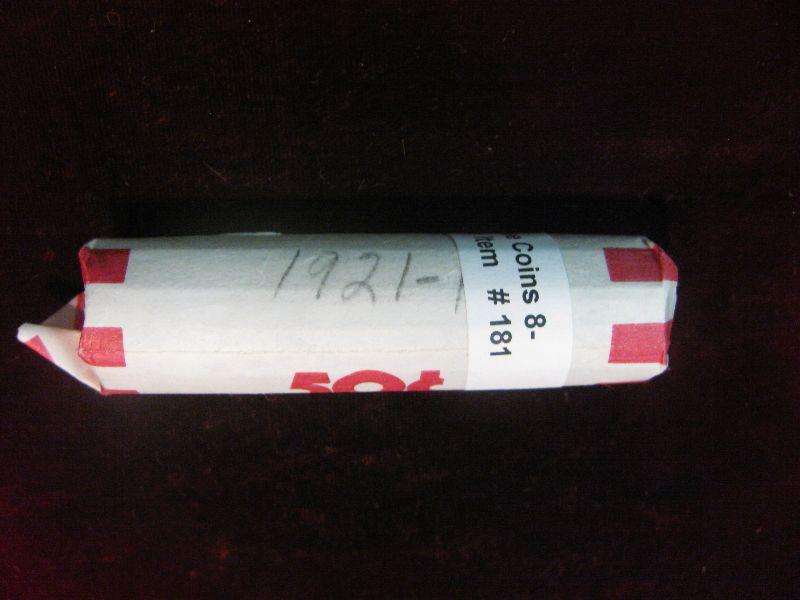 1921-
50¢
e Coins 8-
Item # 181